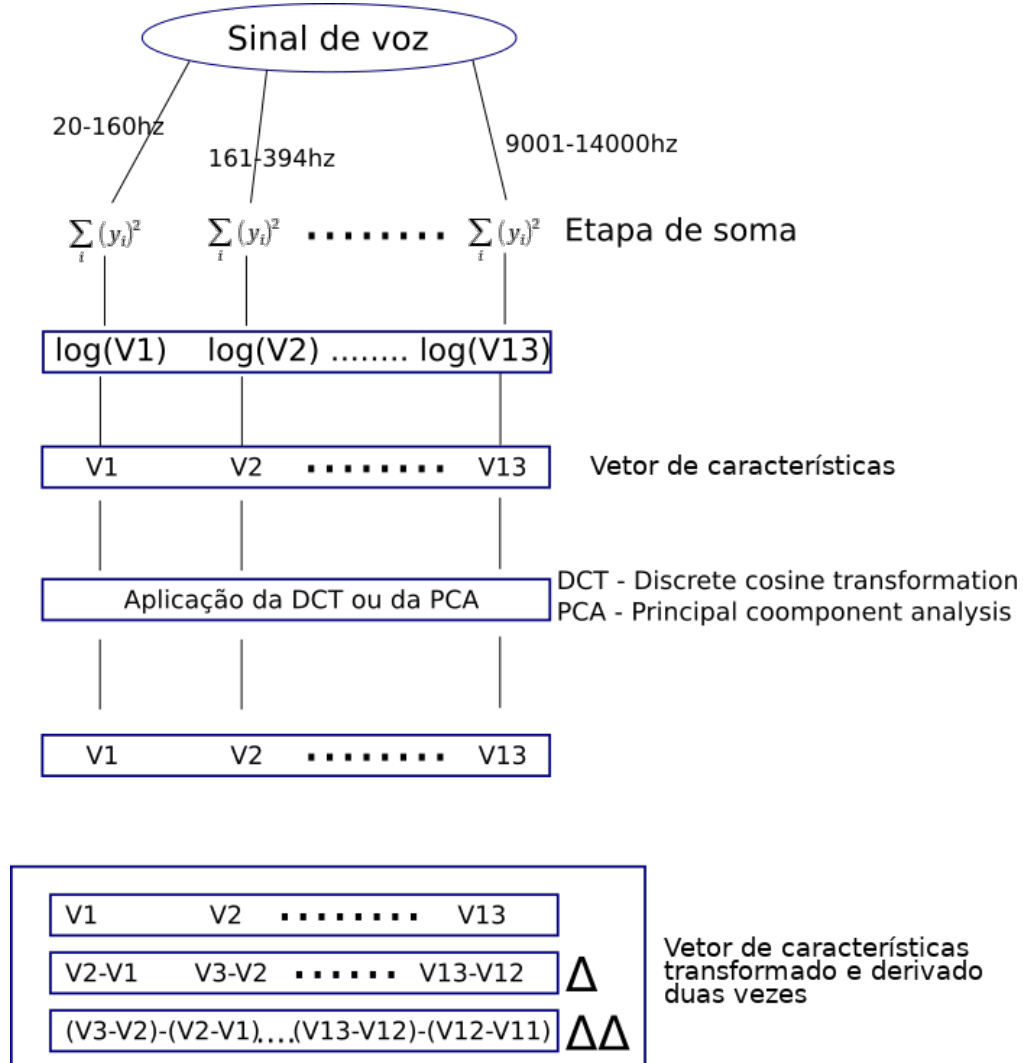 Sinal de voz
20-160hz
161-394hz
9001-14000hz
∑i (yi)² ∑i (yi)² ........ ∑i (yi)² Etapa de soma
log(V1) log(V2) ........ log(V13)
V1 V2 ........ V13 Vetor de características
Aplicação da DCT ou da PCA
DCT - Discrete cosine transformation
PCA - Principal coomponent analysis
V1 V2 ........ V13
V1 V2 ........ V13
V2-V1 V3-V2 ...... V13-V12 Δ
(V3-V2)-(V2-V1)....(V13-V12)-(V12-V11) ΔΔ
Vetor de características
transformado e derivado
duas vezes